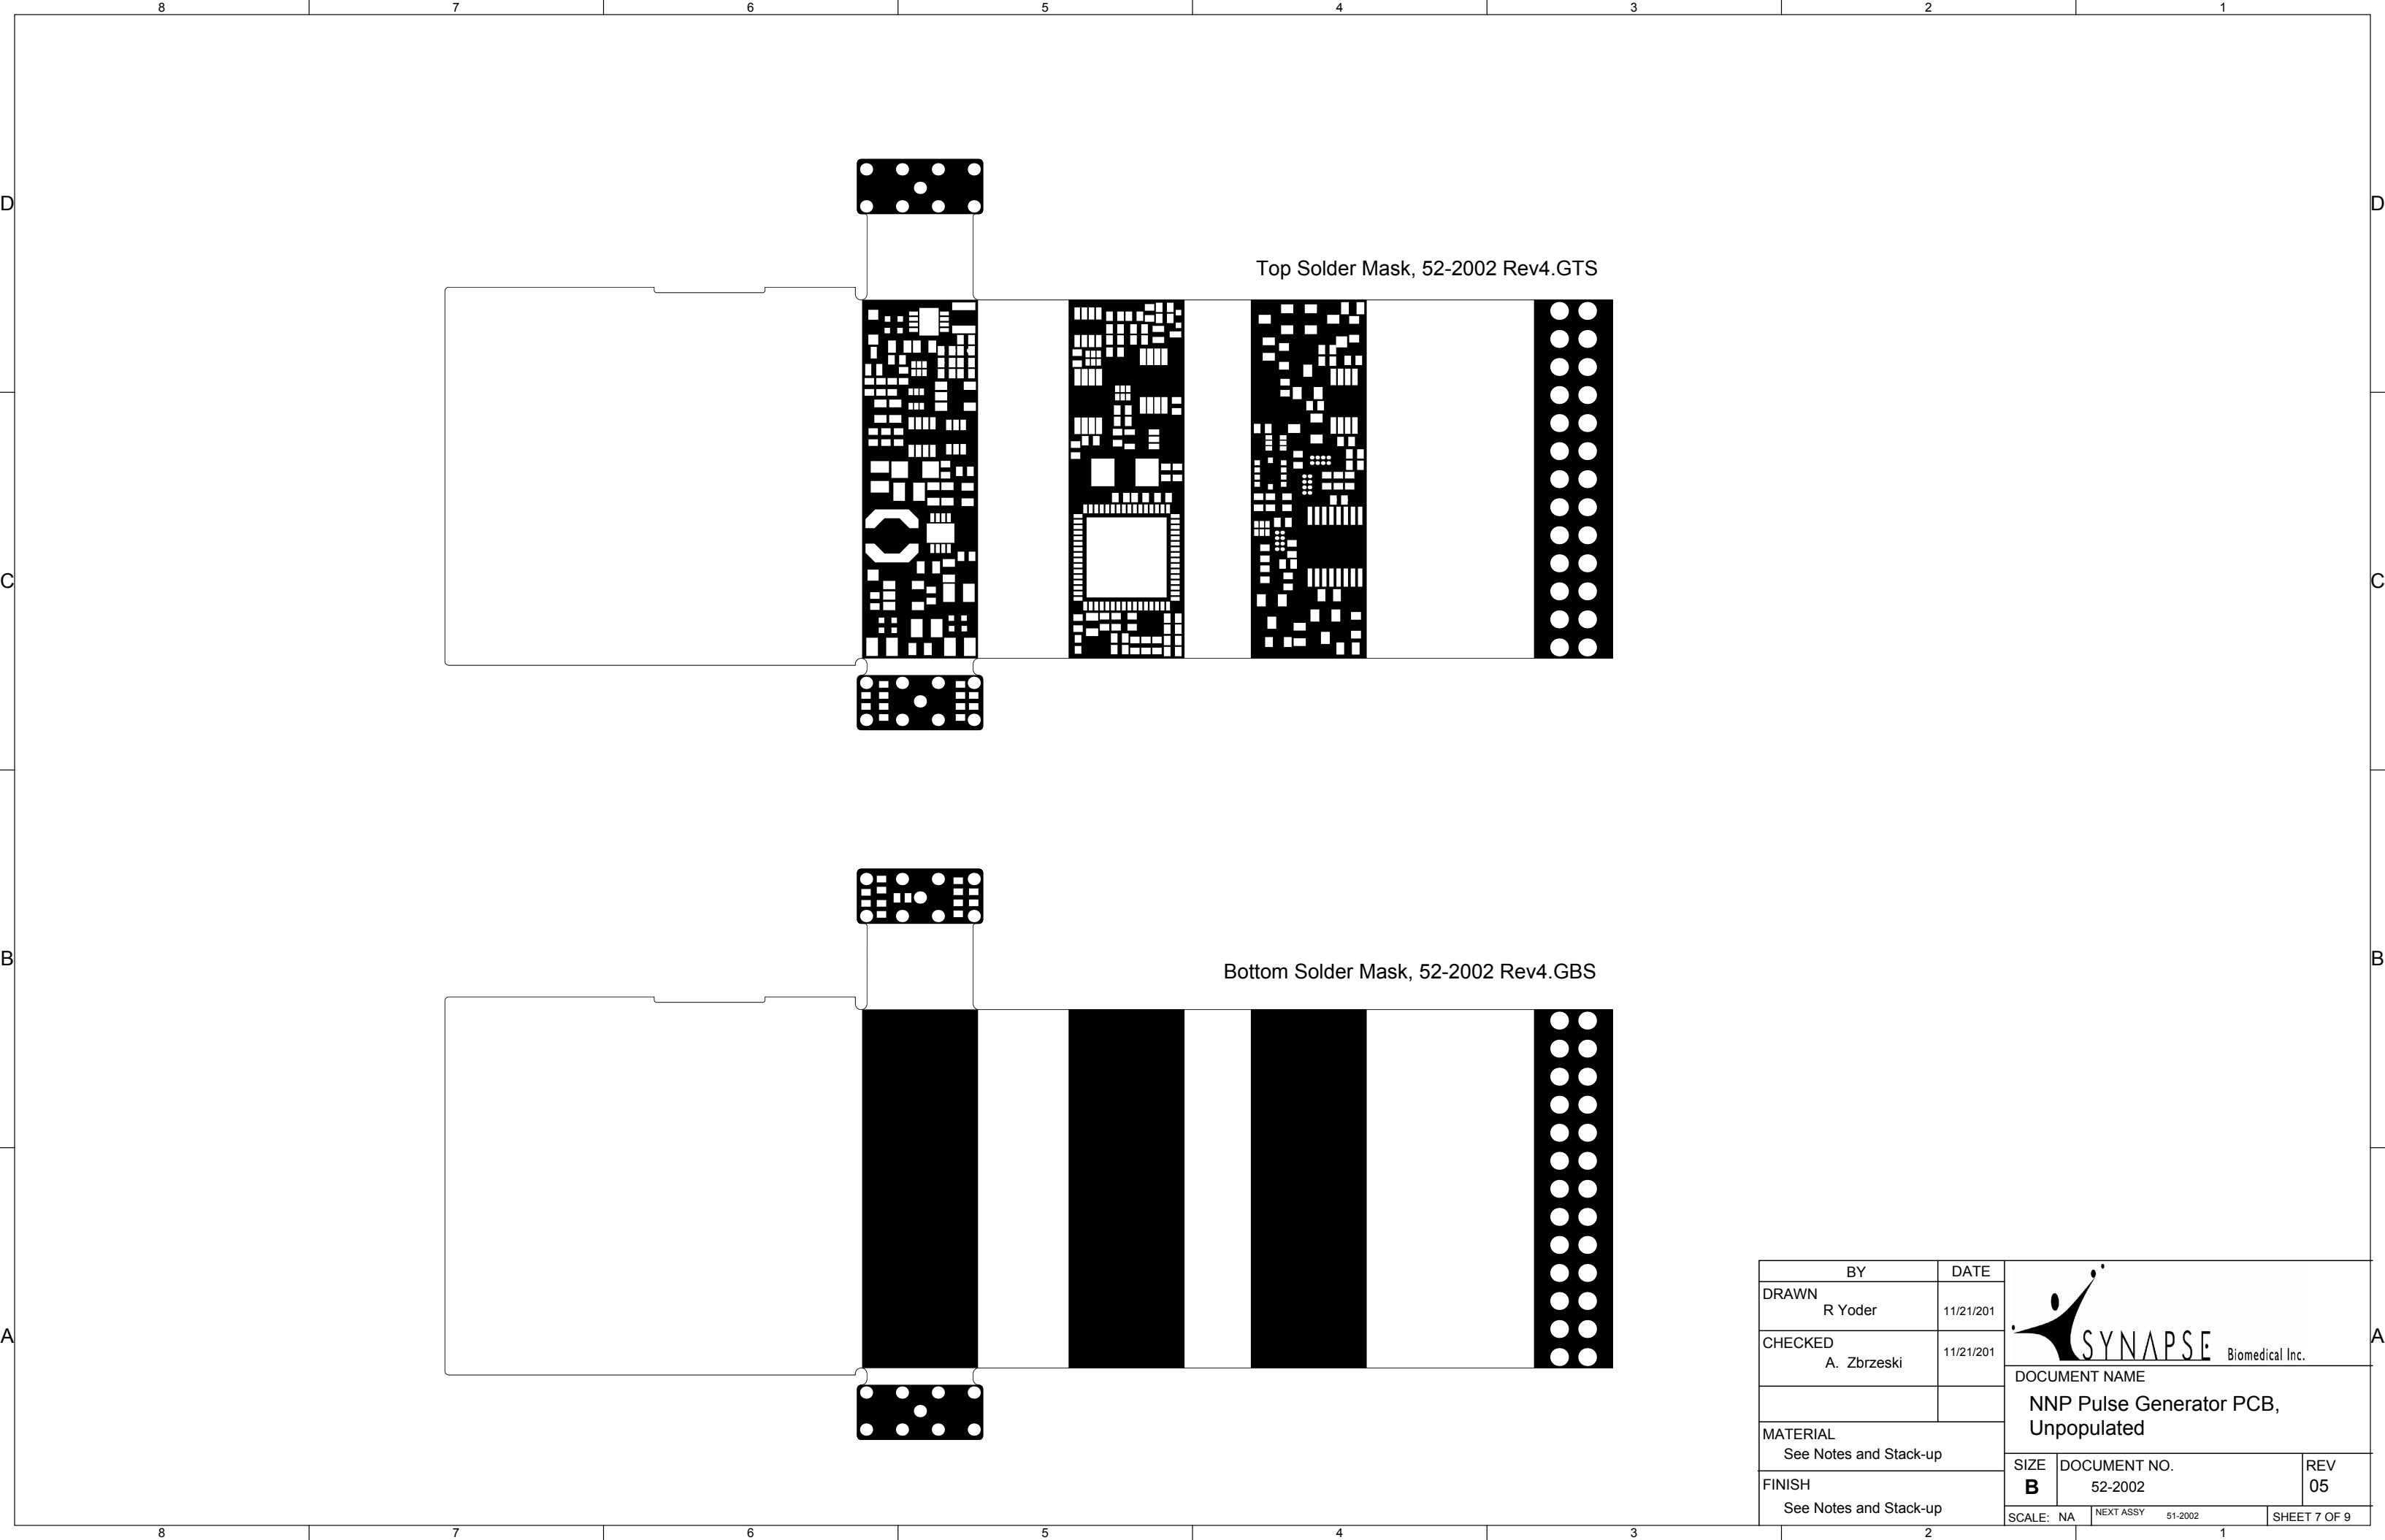 8 7 6 5 4 3 2 1
D D
Top Solder Mask, 52-2002 Rev4.GTS
C C
B B
Bottom Solder Mask, 52-2002 Rev4.GBS
A A
BY DATE
DRAWN
R Yoder 11/21/201
CHECKED
A. Zbrzeski 11/21/201
MATERIAL
See Notes and Stack-up
FINISH
See Notes and Stack-up
SYNAPSE Biomedical Inc.
DOCUMENT NAME
NNP Pulse Generator PCB,
Unpopulated
SIZE DOCUMENT NO. REV
B 52-2002 05
SCALE: NA NEXT ASSY 51-2002 SHEET 7 OF 9
8 7 6 5 4 3 2 1